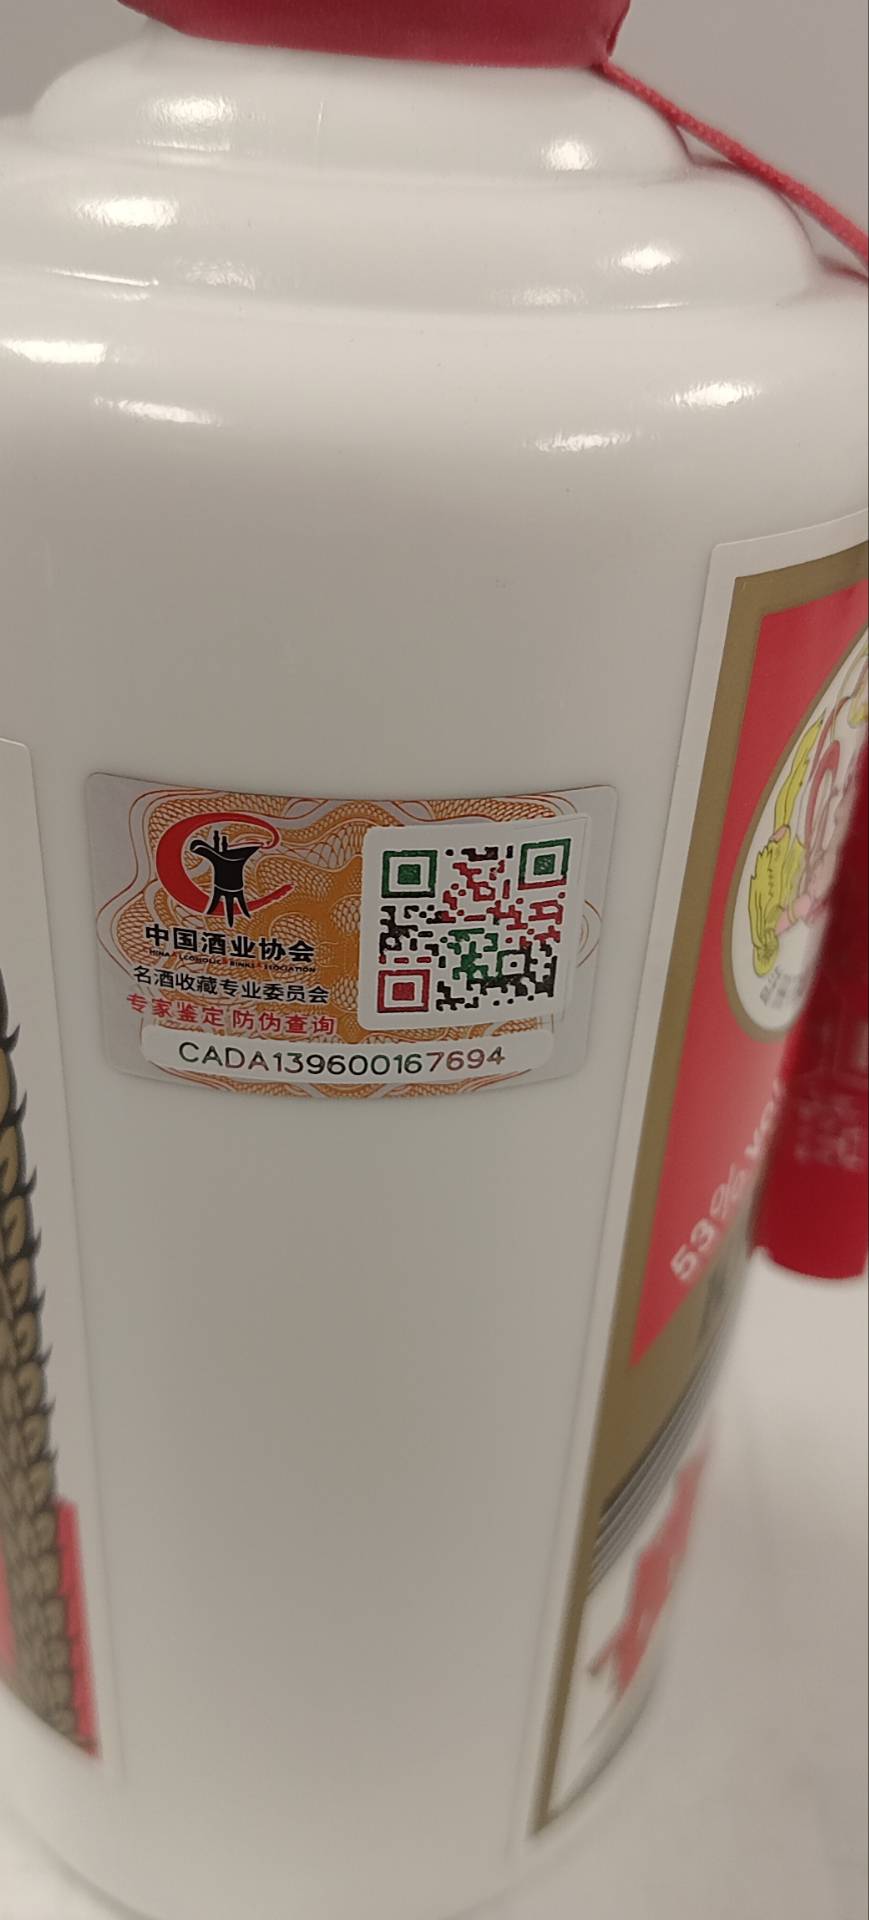 中国酒业协会
名酒收藏专业委员会
专家鉴定 防伪查询
CADA139600167694
53%